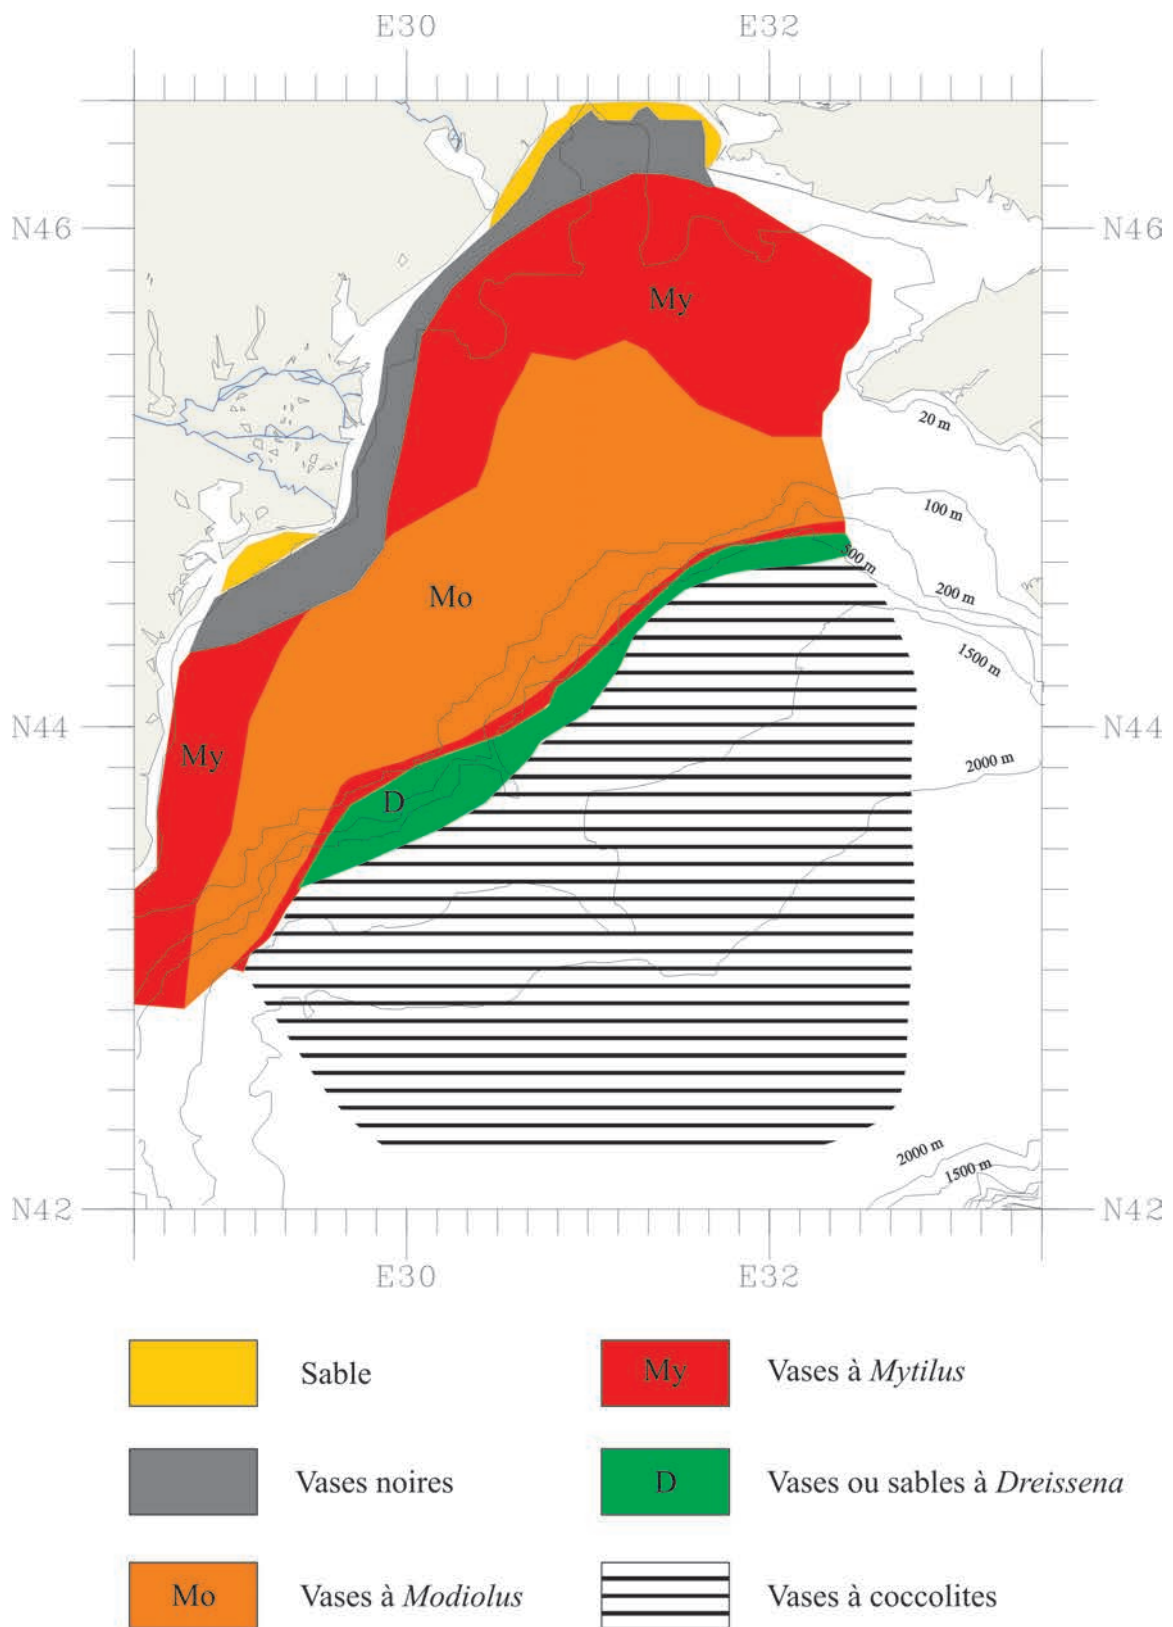 E30 E32
N46 N46
My
20 m
100 m
500 m
Mo
200 m
1500 m
N44 N44
My
2000 m
D
2000 m
1500 m
N42 N42
E30 E32
Sable
My Vases à Mytilus
Vases noires
D Vases ou sables à Dreissena
Mo Vases à Modiolus
Vases à coccolites